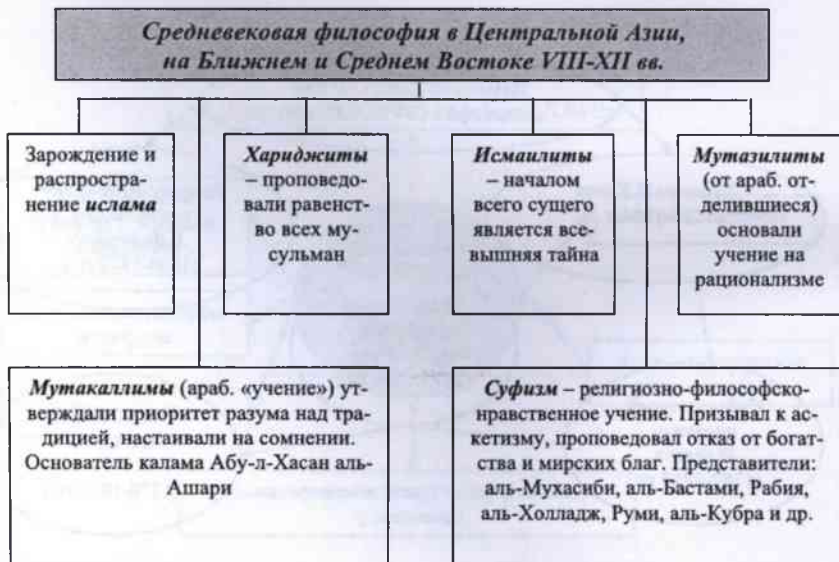 Средневековая философия в Центральной Азии,
на Ближнем и Среднем Востоке VIII-XII вв.
Зарождение и
распростра-
нение ислама
Хариджиты
– проповедо-
вали равенст-
во всех му-
сульман
Исмаилиты
– началом
всего сущего
является все-
вышняя тайна
Мутазилиты
(от араб. от-
делившиеся)
основали
учение на
рационализме
Мутакаллимы (араб. «учение») ут-
верждали приоритет разума над тра-
дицией, настаивали на сомнении.
Основатель калама Абу-л-Хасан аль-
Ашари
Суфизм – религиозно-философско-
нравственное учение. Призывал к ас-
кетизму, проповедовал отказ от богат-
ства и мирских благ. Представители:
аль-Мухасиби, аль-Бастами, Рабия,
аль-Холладж, Руми, аль-Кубра и др.